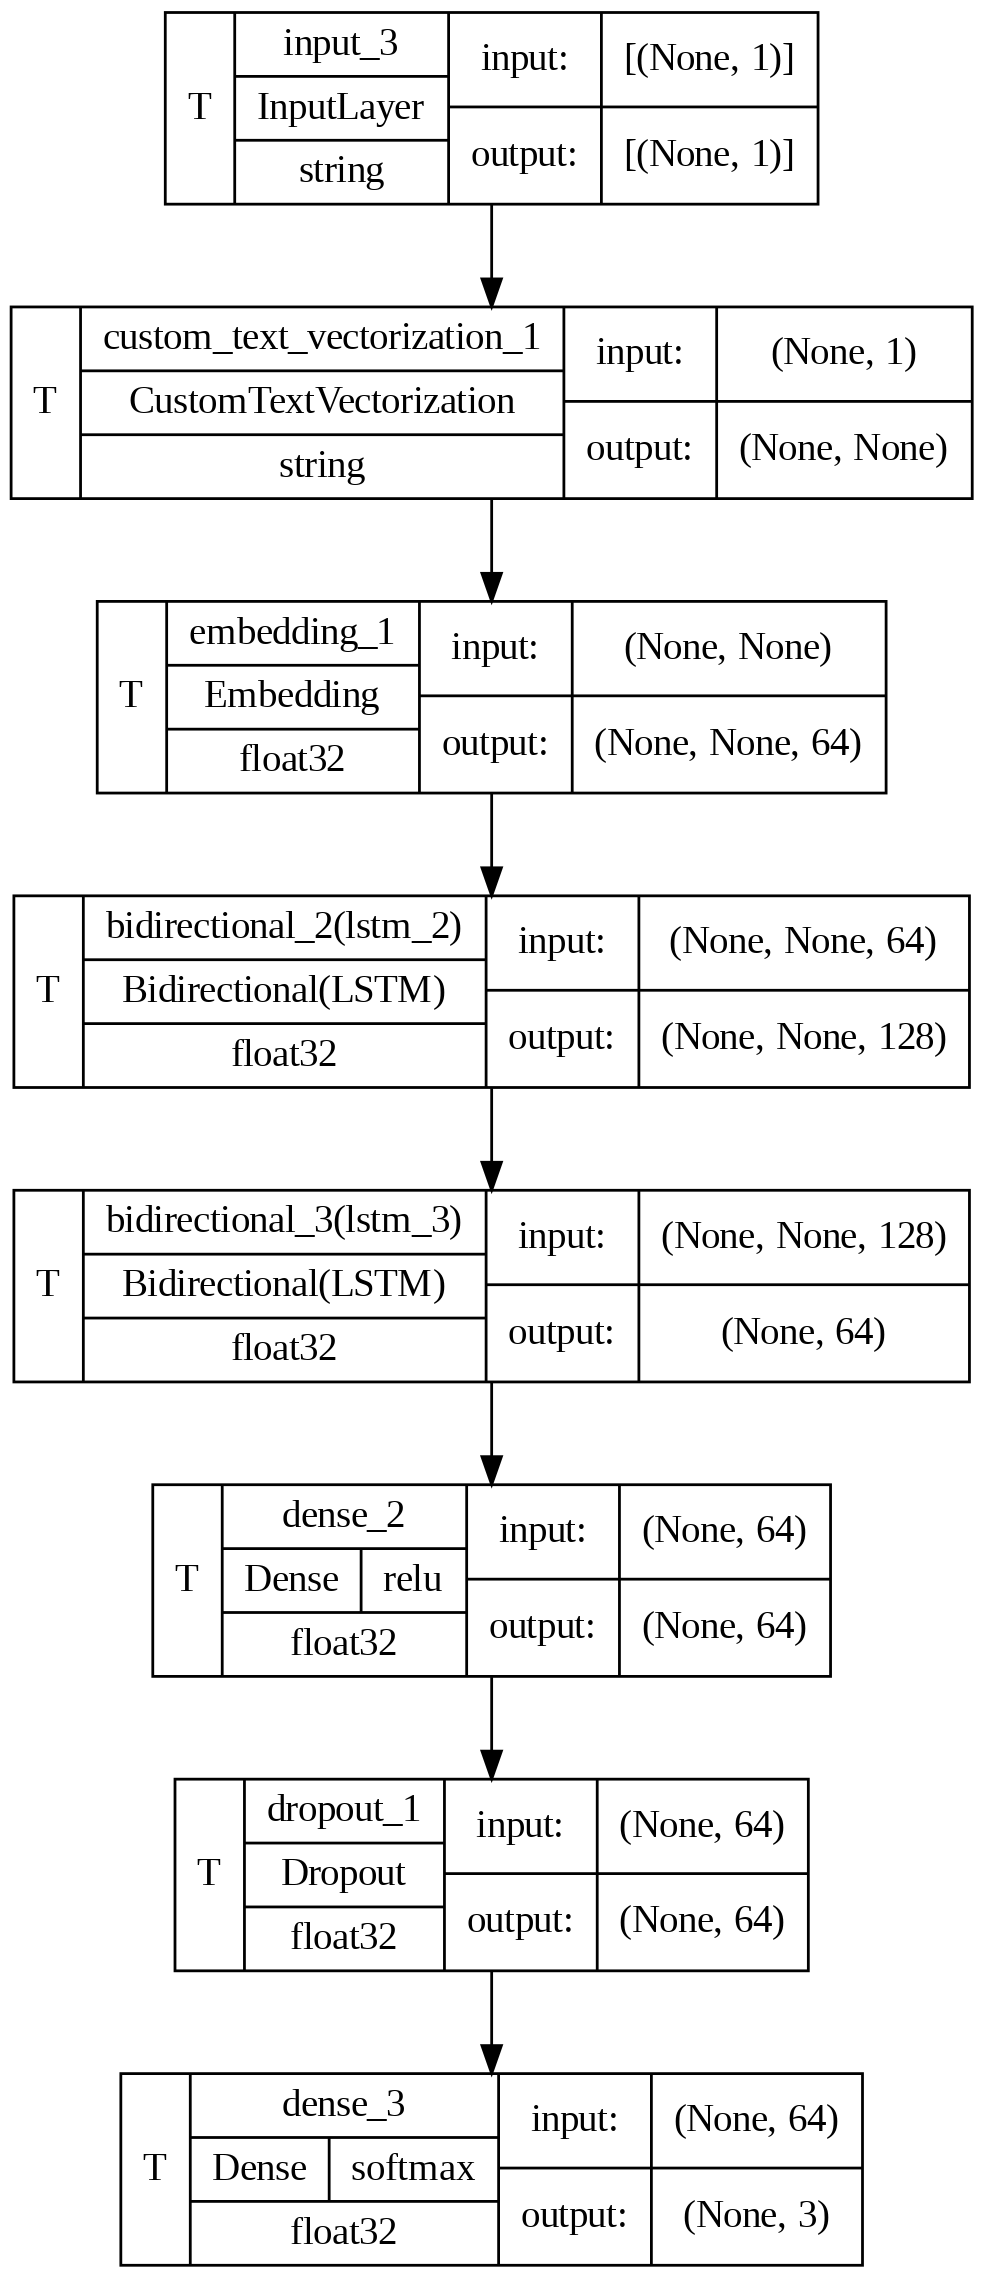 T
input_3
InputLayer
string
input:
[(None, 1)]
output:
[(None, 1)]
T
custom_text_vectorization_1
CustomTextVectorization
string
input:
(None, 1)
output:
(None, None)
T
embedding_1
Embedding
float32
input:
(None, None)
output:
(None, None, 64)
T
bidirectional_2(lstm_2)
Bidirectional(LSTM)
float32
input:
(None, None, 64)
output:
(None, None, 128)
T
bidirectional_3(lstm_3)
Bidirectional(LSTM)
float32
input:
(None, None, 128)
output:
(None, 64)
T
dense_2
Dense
relu
float32
input:
(None, 64)
output:
(None, 64)
T
dropout_1
Dropout
float32
input:
(None, 64)
output:
(None, 64)
T
dense_3
Dense
softmax
float32
input:
(None, 64)
output:
(None, 3)